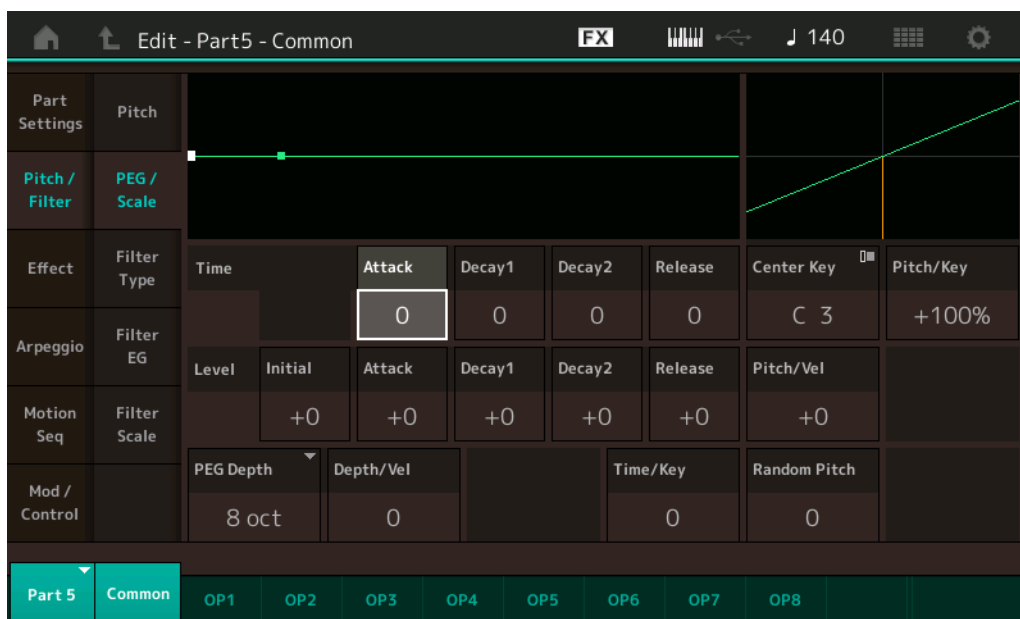 Edit - Part5 - Common
FX
♩ 140
Part
Settings
Pitch
Pitch /
Filter
PEG /
Scale
Effect
Filter
Type
Arpeggio
Filter
EG
Motion
Seq
Filter
Scale
Mod /
Control
Time
Attack
Decay1
Decay2
Release
Center Key
Pitch/Key
0
0
0
0
C 3
+100%
Level
Initial
Attack
Decay1
Decay2
Release
Pitch/Vel
+0
+0
+0
+0
+0
+0
PEG Depth
Depth/Vel
Time/Key
Random Pitch
8 oct
0
0
0
Part 5
Common
OP1
OP2
OP3
OP4
OP5
OP6
OP7
OP8